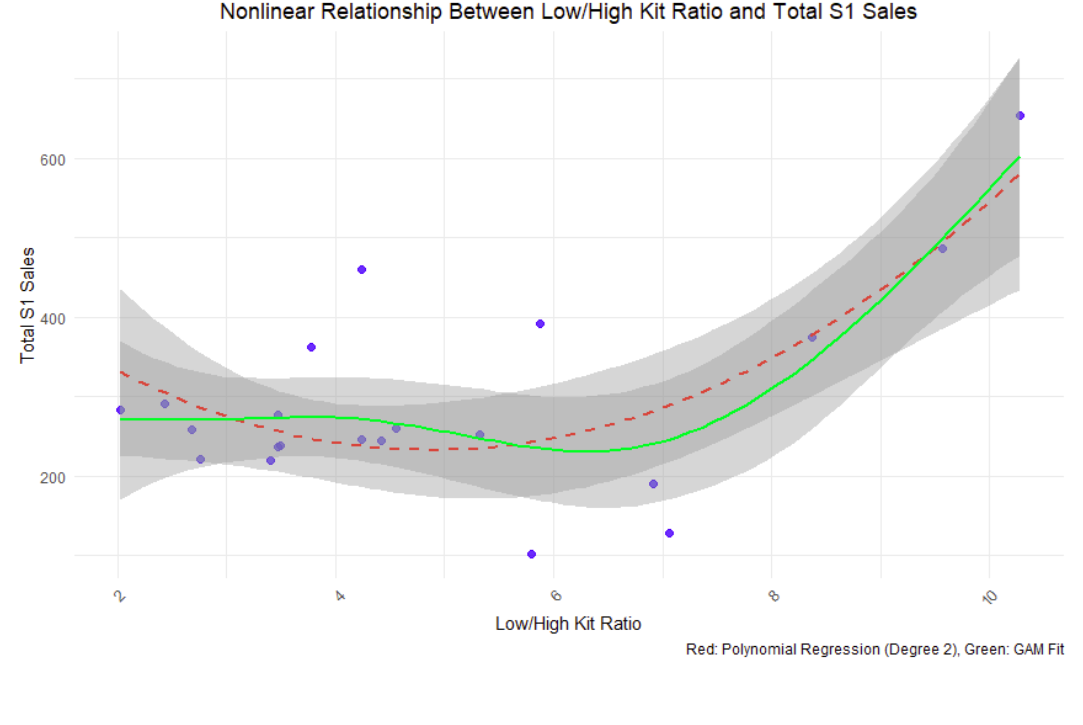 Nonlinear Relationship Between Low/High Kit Ratio and Total S1 Sales
Total S1 Sales
600
400
200
2
4
6
8
10
Low/High Kit Ratio
Red: Polynomial Regression (Degree 2), Green: GAM Fit